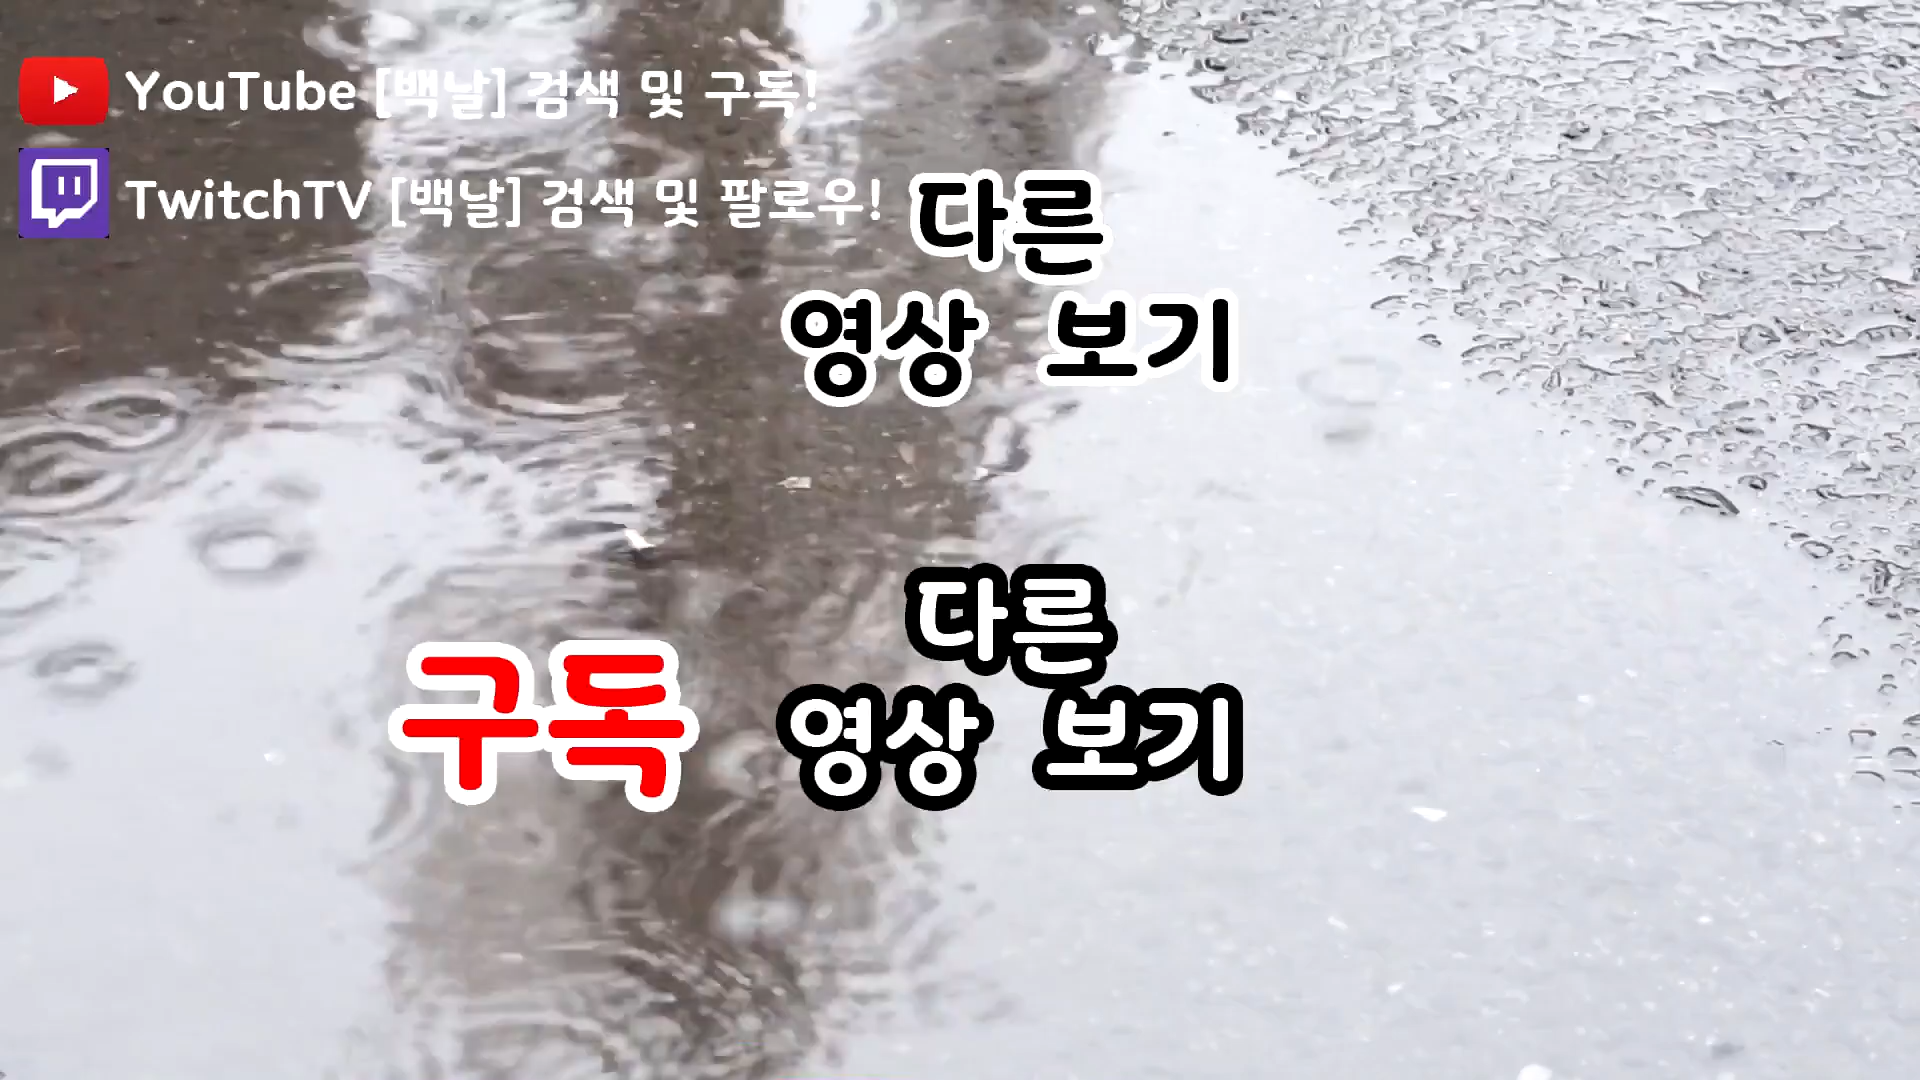 YouTube [백날] 검색 및 구독!
TwitchTV [백날] 검색 및 팔로우!
다른
영상 보기
다른
영상 보기
구독